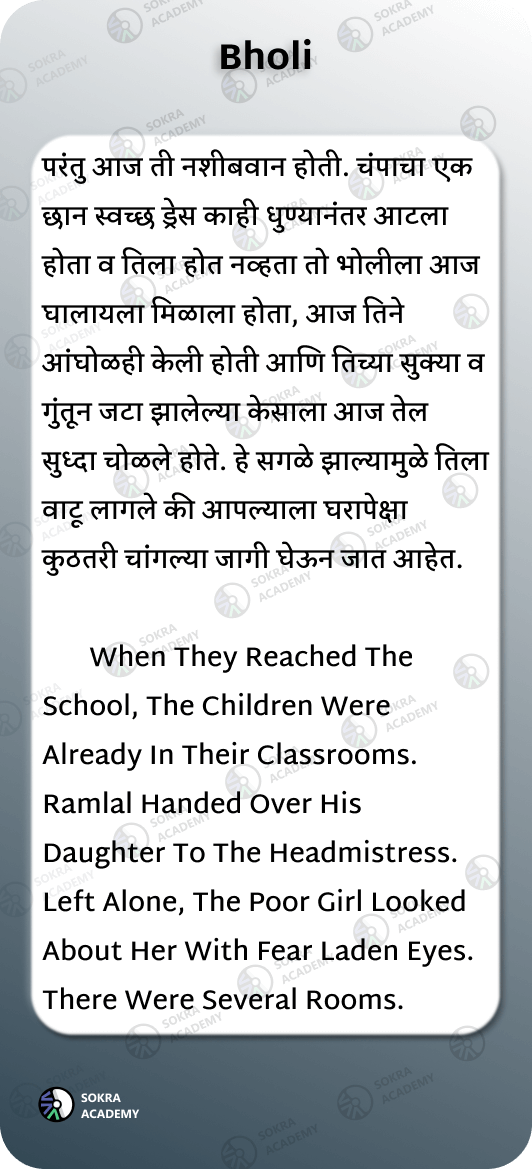 Bholi
परंतु आज ती नशीबवान होती. चंपाचा एक
छान स्वच्छ ड्रेस काही धुण्यानंतर आटला
होता व तिला होत नव्हता तो भोलीला आज
घालायला मिळाला होता, आज तिने
आंघोळही केली होती आणि तिच्या सुक्या व
गुंतून जटा झालेल्या केसाला आज तेल
सुध्दा चोळले होते. हे सगळे झाल्यामुळे तिला
वाटू लागले की आपल्याला घरापेक्षा
कुठतरी चांगल्या जागी घेऊन जात आहेत.
When They Reached The
School, The Children Were
Already In Their Classrooms.
Ramlal Handed Over His
Daughter To The Headmistress.
Left Alone, The Poor Girl Looked
About Her With Fear Laden Eyes.
There Were Several Rooms.
SOKRA
ACADEMY